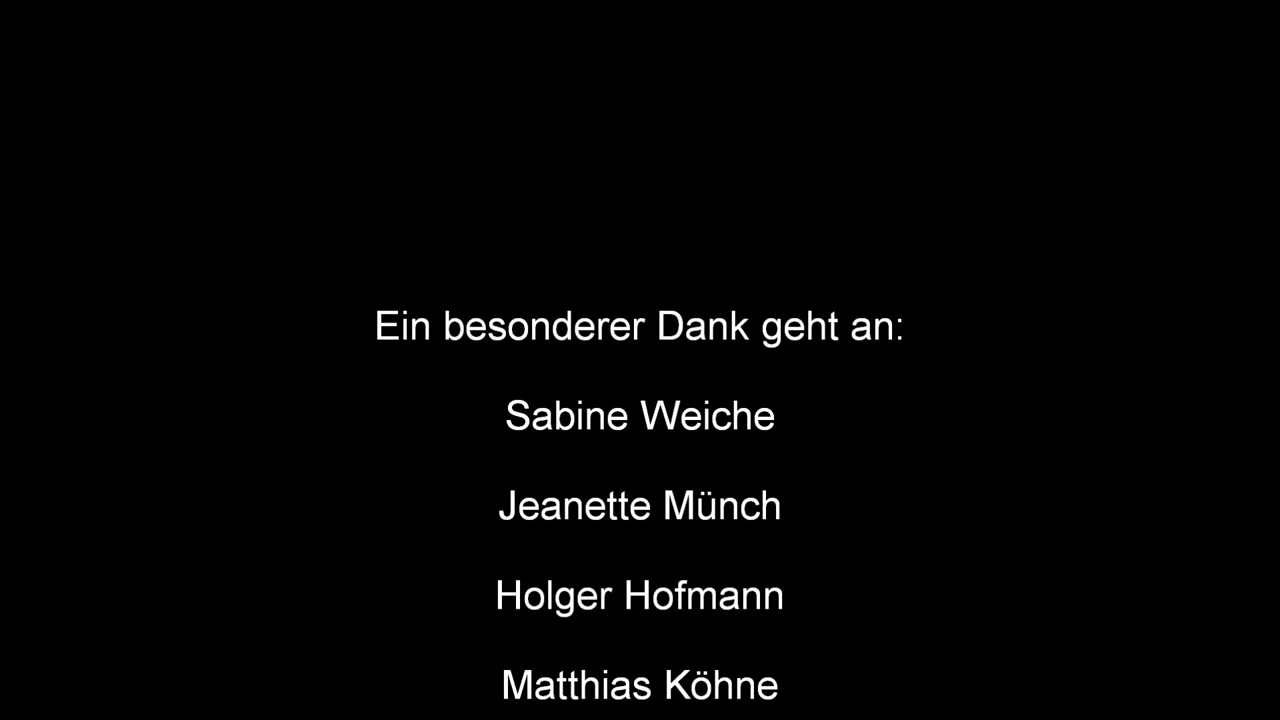 Ein besonderer Dank geht an:
Sabine Weiche
Jeanette Münch
Holger Hofmann
Matthias Köhne